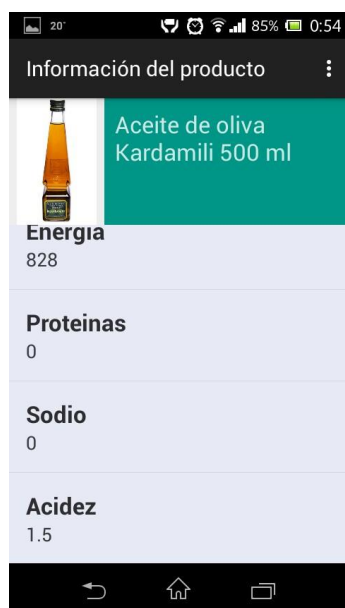 20°
85%
0:54
Información del producto
Aceite de oliva
Kardamili 500 ml
Energía
828
Proteinas
0
Sodio
0
Acidez
1.5